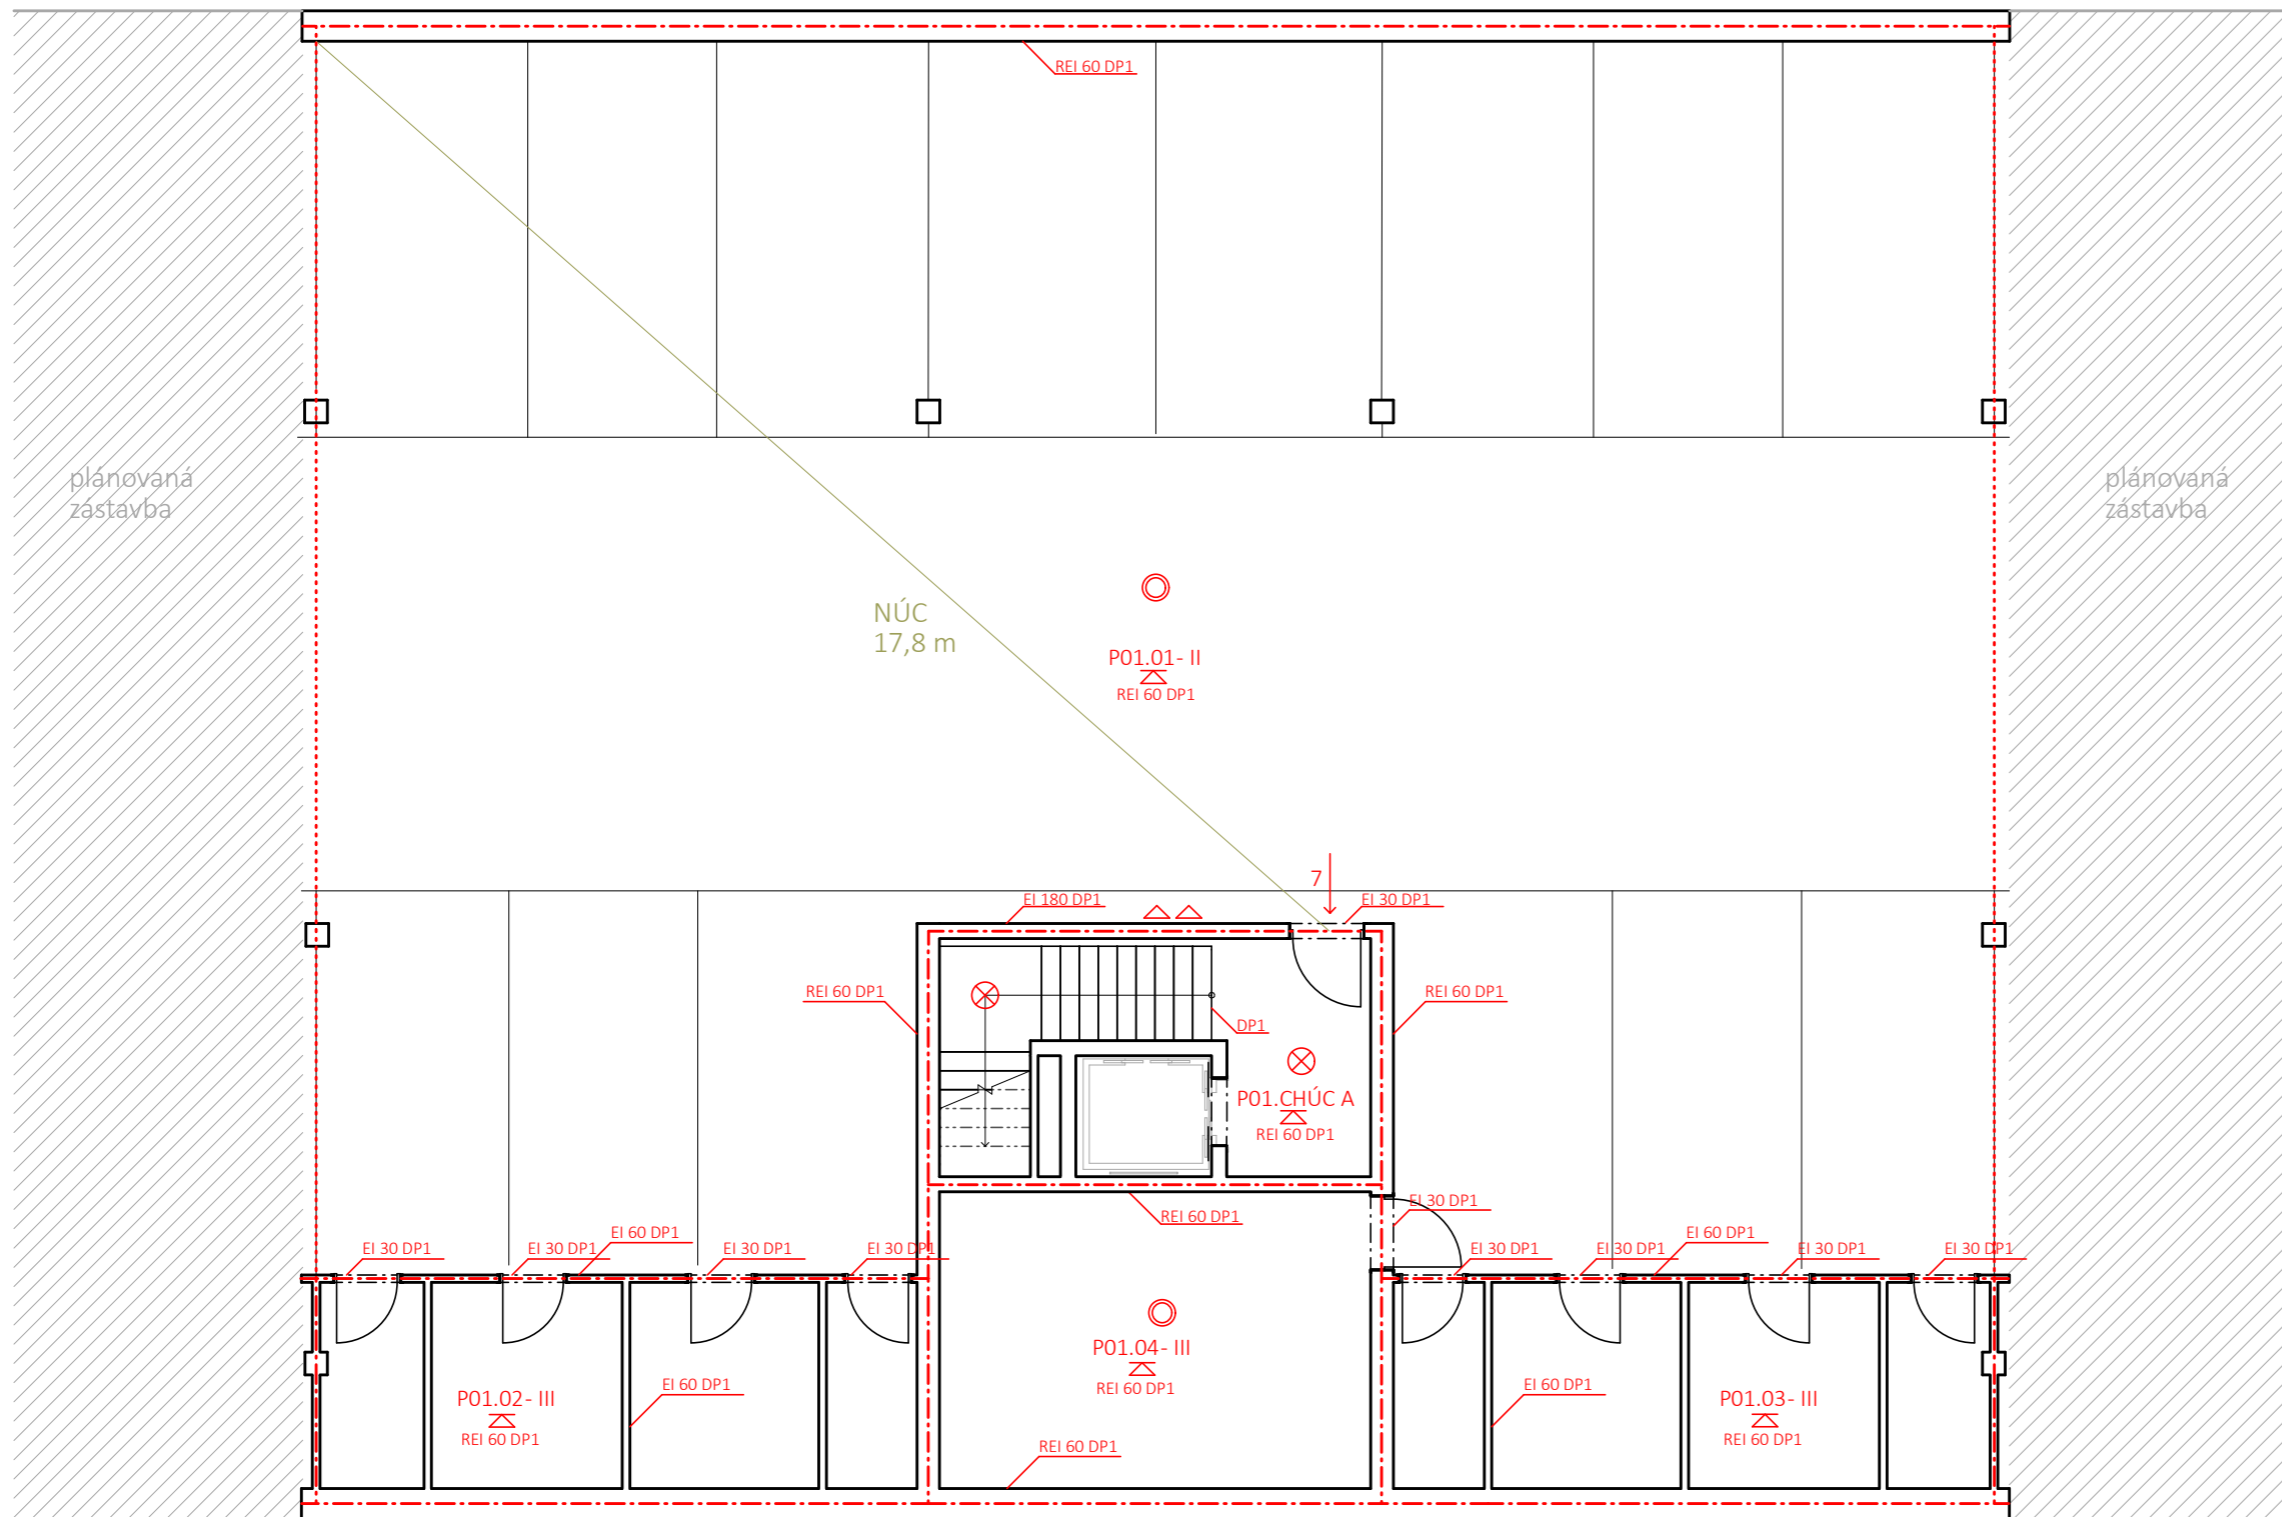 REI 60 DP1
plánovaná
zástavba
plánovaná
zástavba
NÚC
17,8 m
P01.01- II
REI 60 DP1
7
EI 180 DP1
EI 30 DP1
REI 60 DP1
REI 60 DP1
DP1
P01.CHÚC A
REI 60 DP1
EI 30 DP1
REI 60 DP1
EI 60 DP1
EI 60 DP1
EI 30 DP1
EI 30 DP1
EI 30 DP1
EI 30 DP1
EI 30 DP1
EI 30 DP1
EI 30 DP1
EI 30 DP1
P01.04- III
REI 60 DP1
EI 60 DP1
EI 60 DP1
P01.02- III
REI 60 DP1
P01.03- III
REI 60 DP1
REI 60 DP1